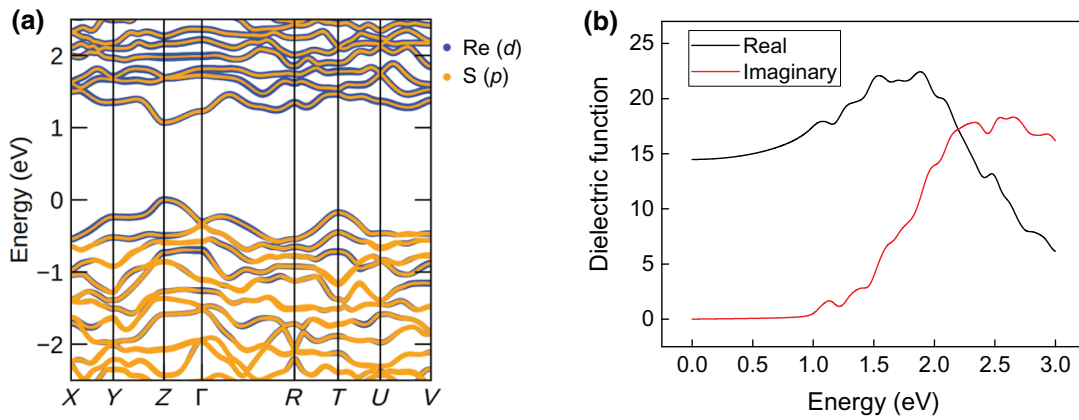 (a)
Re (d)
S (p)
Energy (eV)
2
1
0
−1
−2
X Y Z Γ R T U V
(b)
Real
Imaginary
Dielectric function
25
20
15
10
5
0
0.0 0.5 1.0 1.5 2.0 2.5 3.0
Energy (eV)